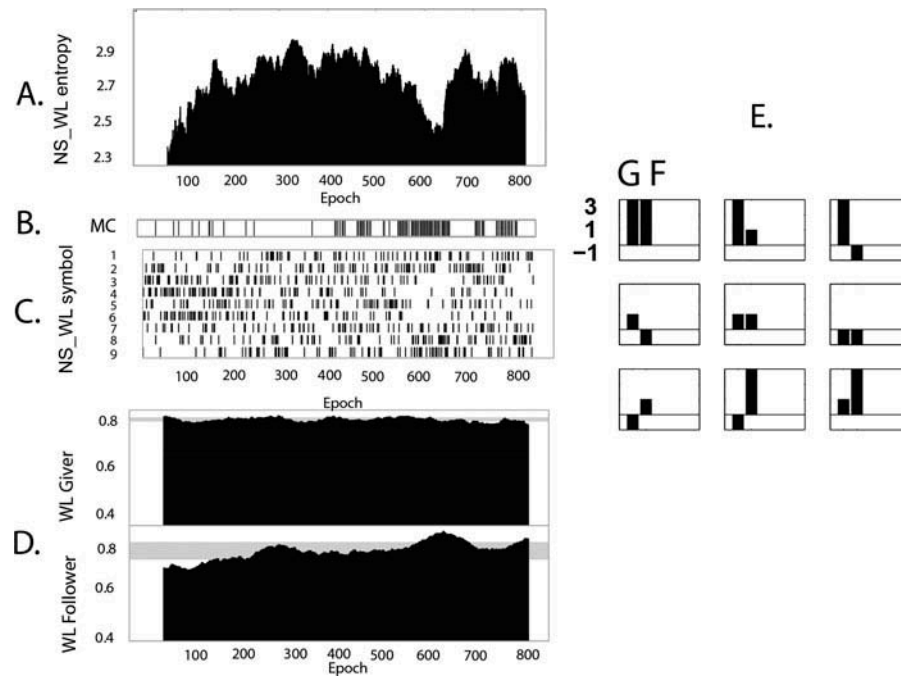 A.
NS_WL entropy
2.9
2.7
2.5
2.3
100 200 300 400 500 600 700 800
Epoch
B.
MC
C.
NS_WL symbol
1
2
3
4
5
6
7
8
9
100 200 300 400 500 600 700 800
Epoch
D.
WL Giver
0.8
0.6
0.4
WL Follower
0.8
0.6
0.4
100 200 300 400 500 600 700 800
Epoch
E.
G F
3
1
−1